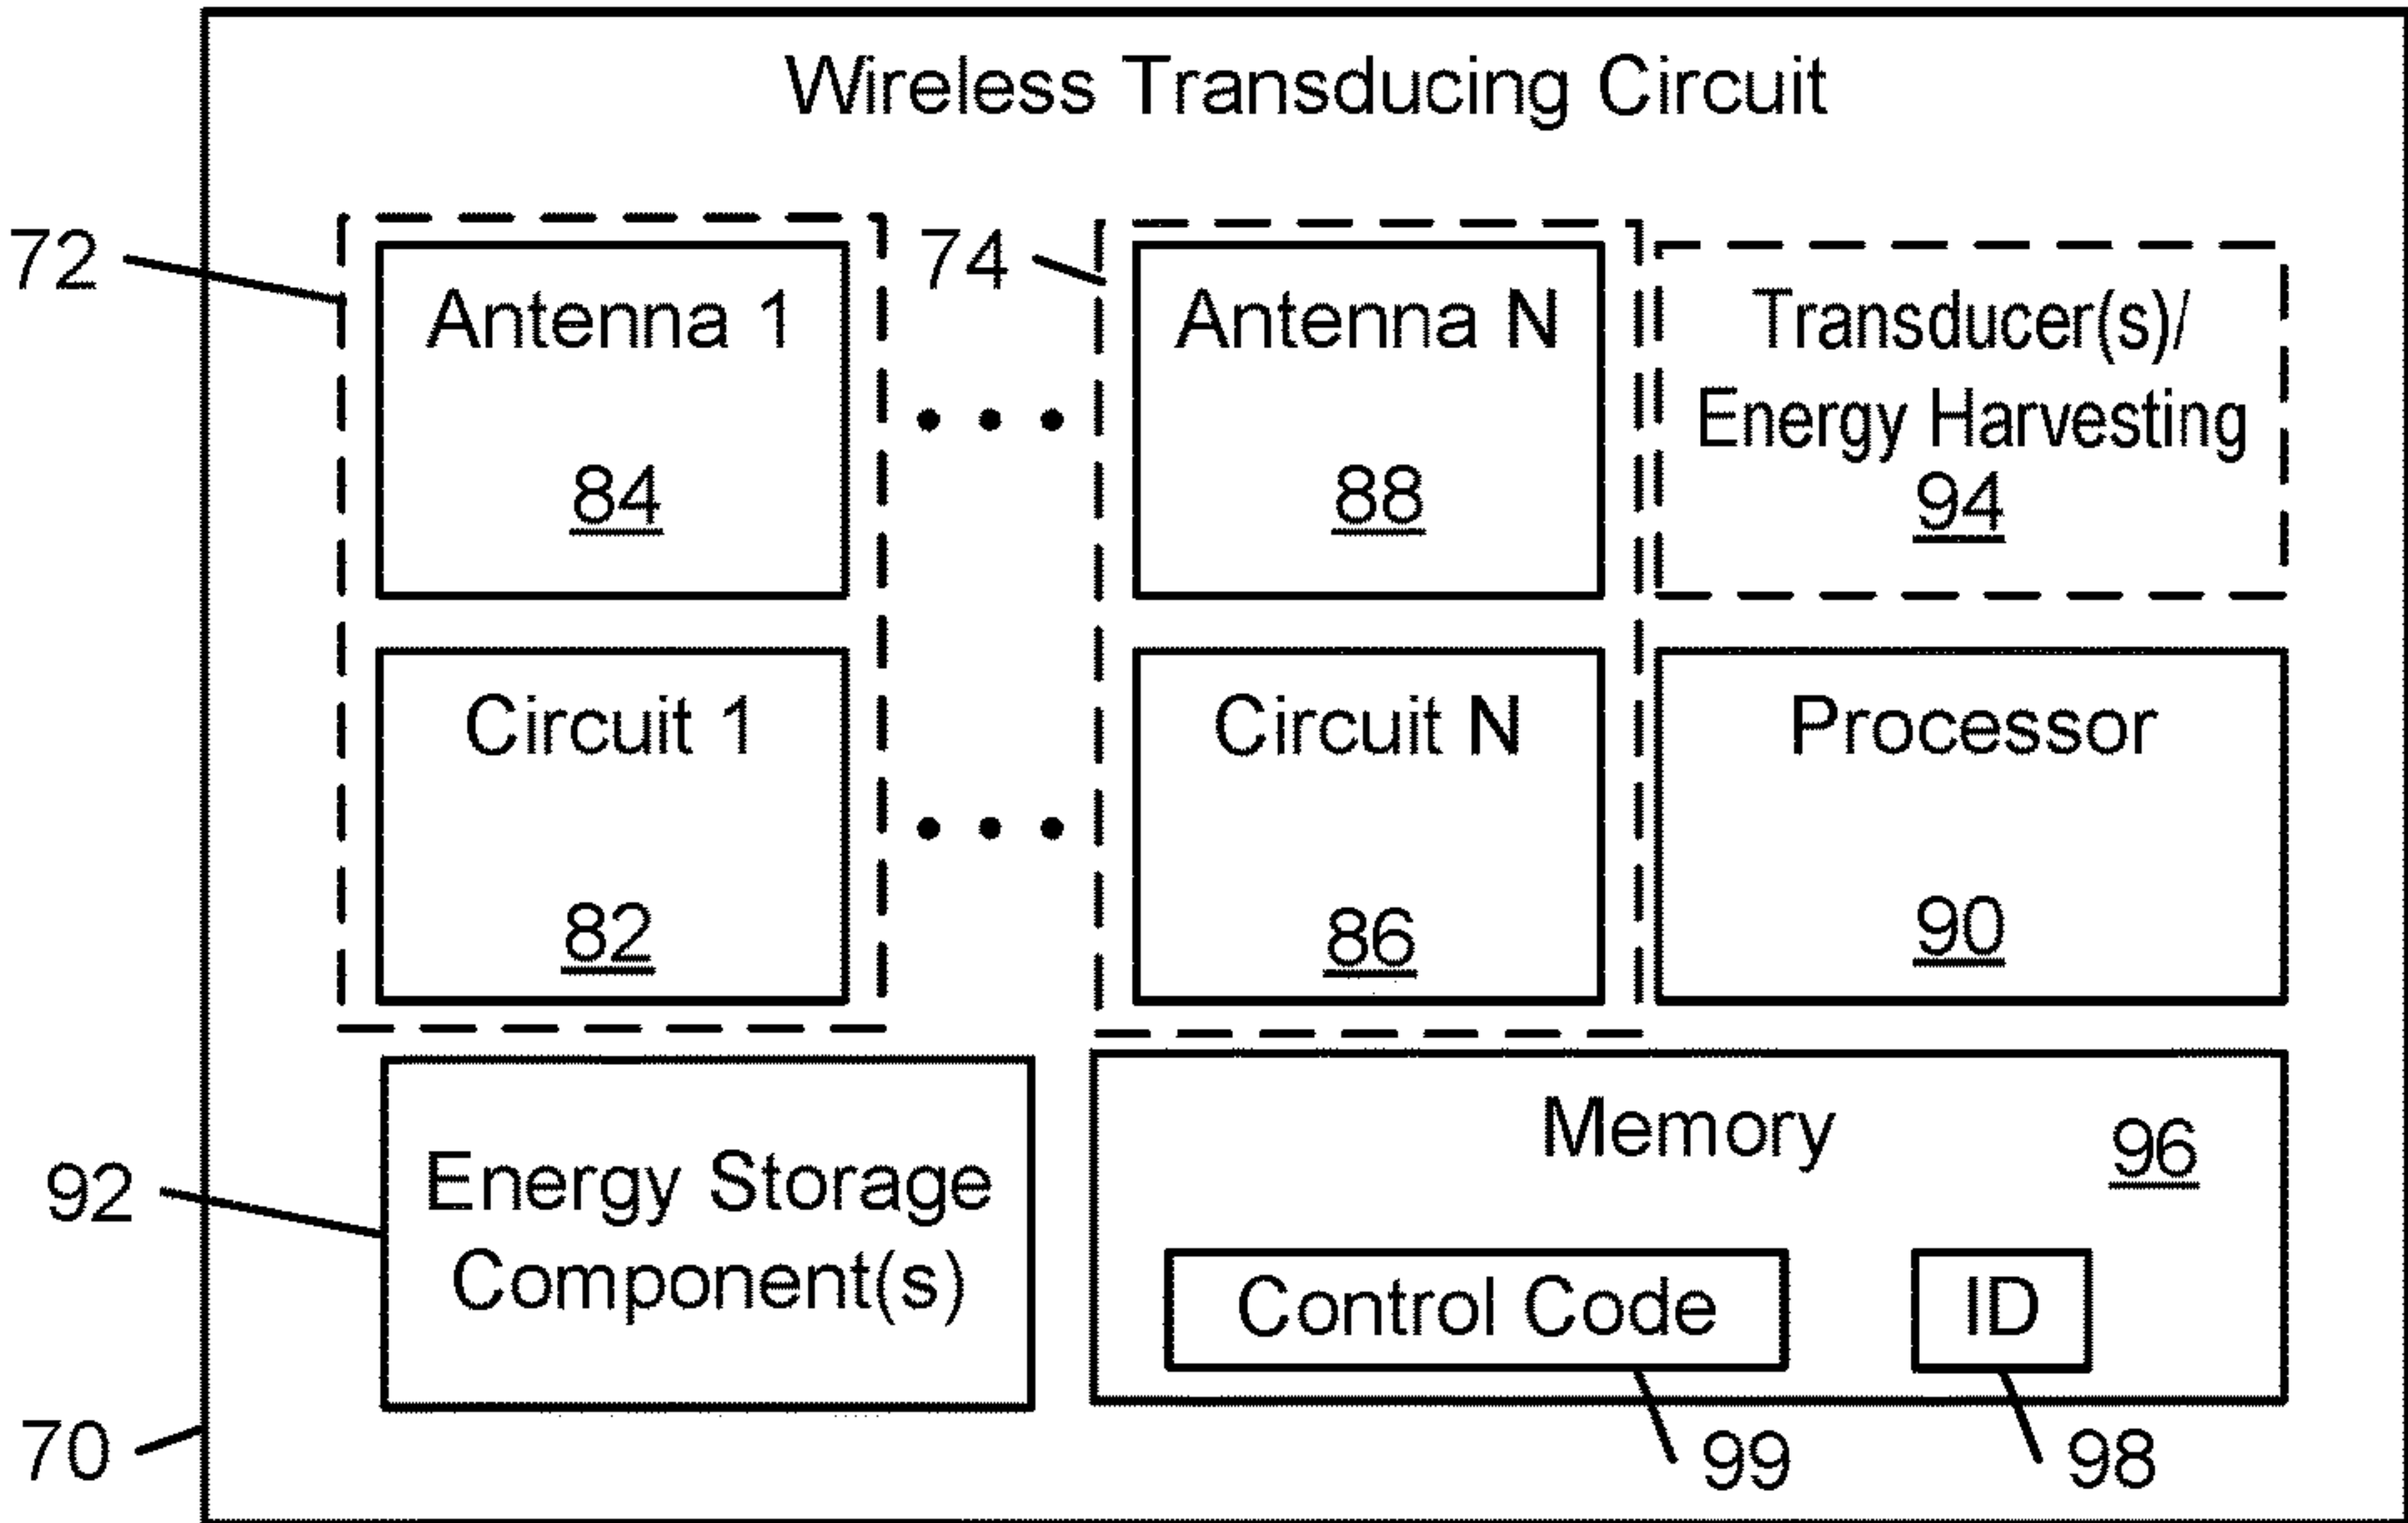 Wireless Transducing Circuit
72
74
Antenna 1
84
Antenna N
88
Transducer(s)/
Energy Harvesting
94
Circuit 1
82
Circuit N
86
Processor
90
92
Energy Storage
Component(s)
Memory
96
Control Code
ID
70
99
98